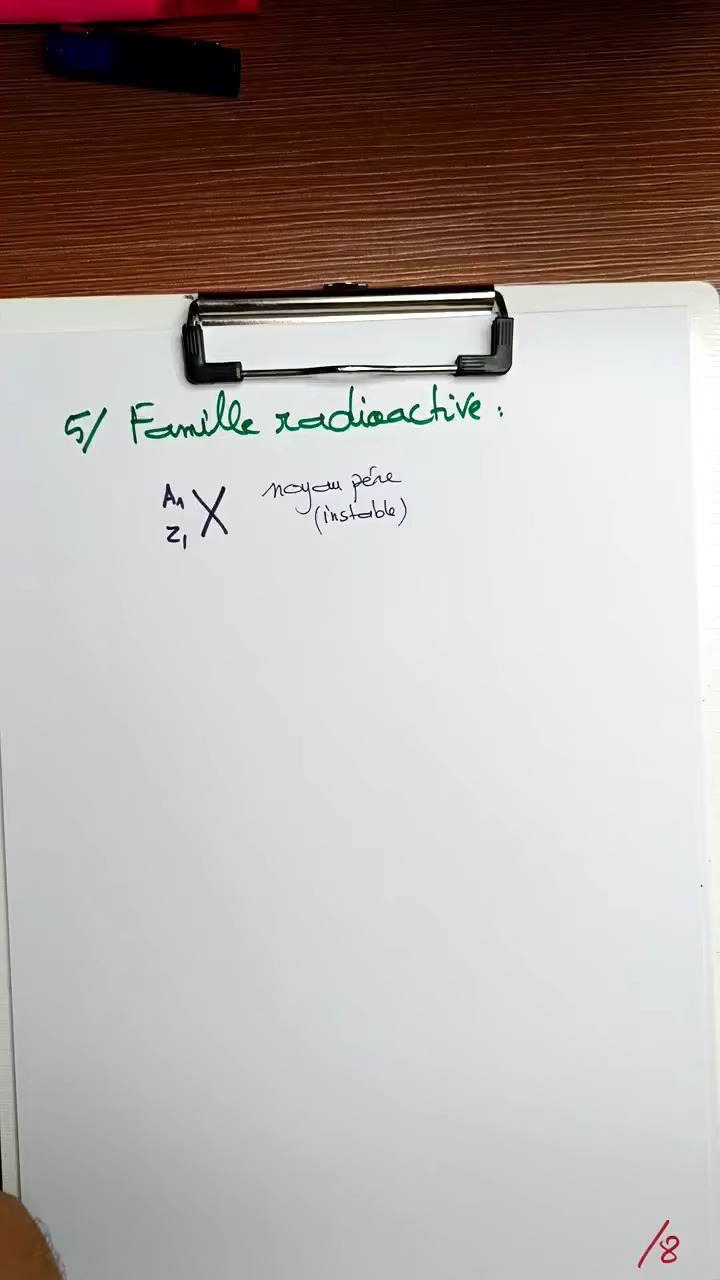 5/ Famille radioactive :
A₁
Z₁ X noyau père
(instable)
/8